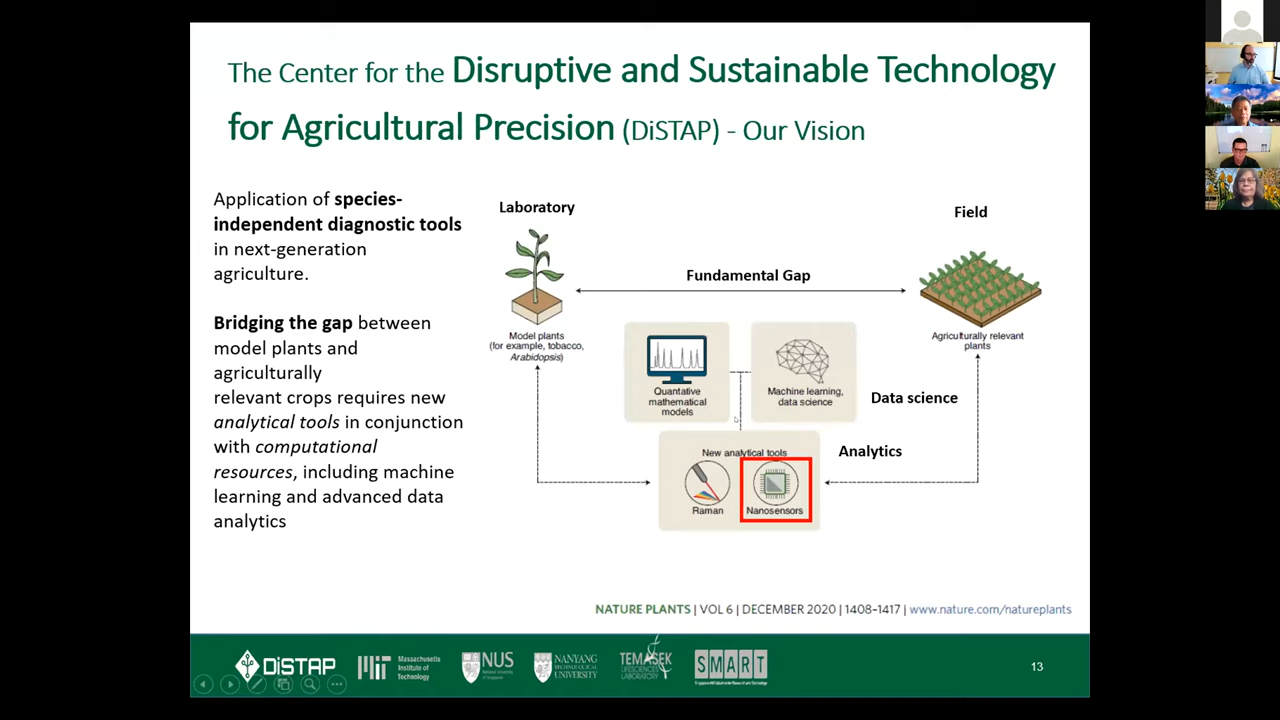 The Center for the Disruptive and Sustainable Technology
for Agricultural Precision (DiSTAP) - Our Vision
Application of species-
independent diagnostic tools
in next-generation
agriculture.
Bridging the gap between
model plants and
agriculturally
relevant crops requires new
analytical tools in conjunction
with computational
resources, including machine
learning and advanced data
analytics
Laboratory
Field
Fundamental Gap
Model plants
(for example, tobacco,
Arabidopsis)
Agriculturally relevant
plants
Quantative
mathematical
models
Machine learning,
data science
Data science
New analytical tools
Analytics
Raman
Nanosensors
NATURE PLANTS | VOL 6 | DECEMBER 2020 | 1408–1417 | www.nature.com/natureplants
DiSTAP
MIT
Massachusetts
Institute of
Technology
NUS
National University
of Singapore
NANYANG
TECHNOLOGICAL
UNIVERSITY
TEMASEK
LIFESCIENCES
LABORATORY
SMART
13